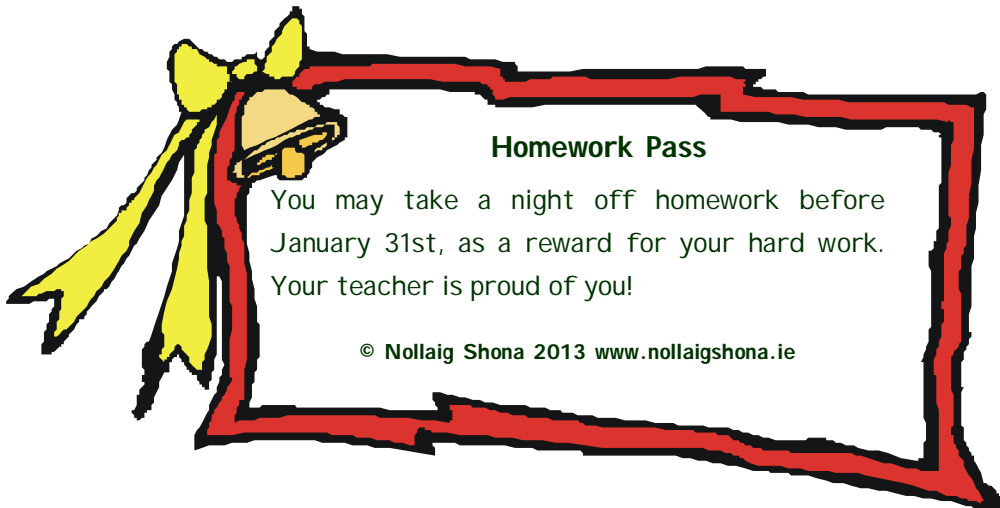 Homework Pass
You may take a night off homework before
January 31st, as a reward for your hard work.
Your teacher is proud of you!
© Nollaig Shona 2013 www.nollaigshona.ie